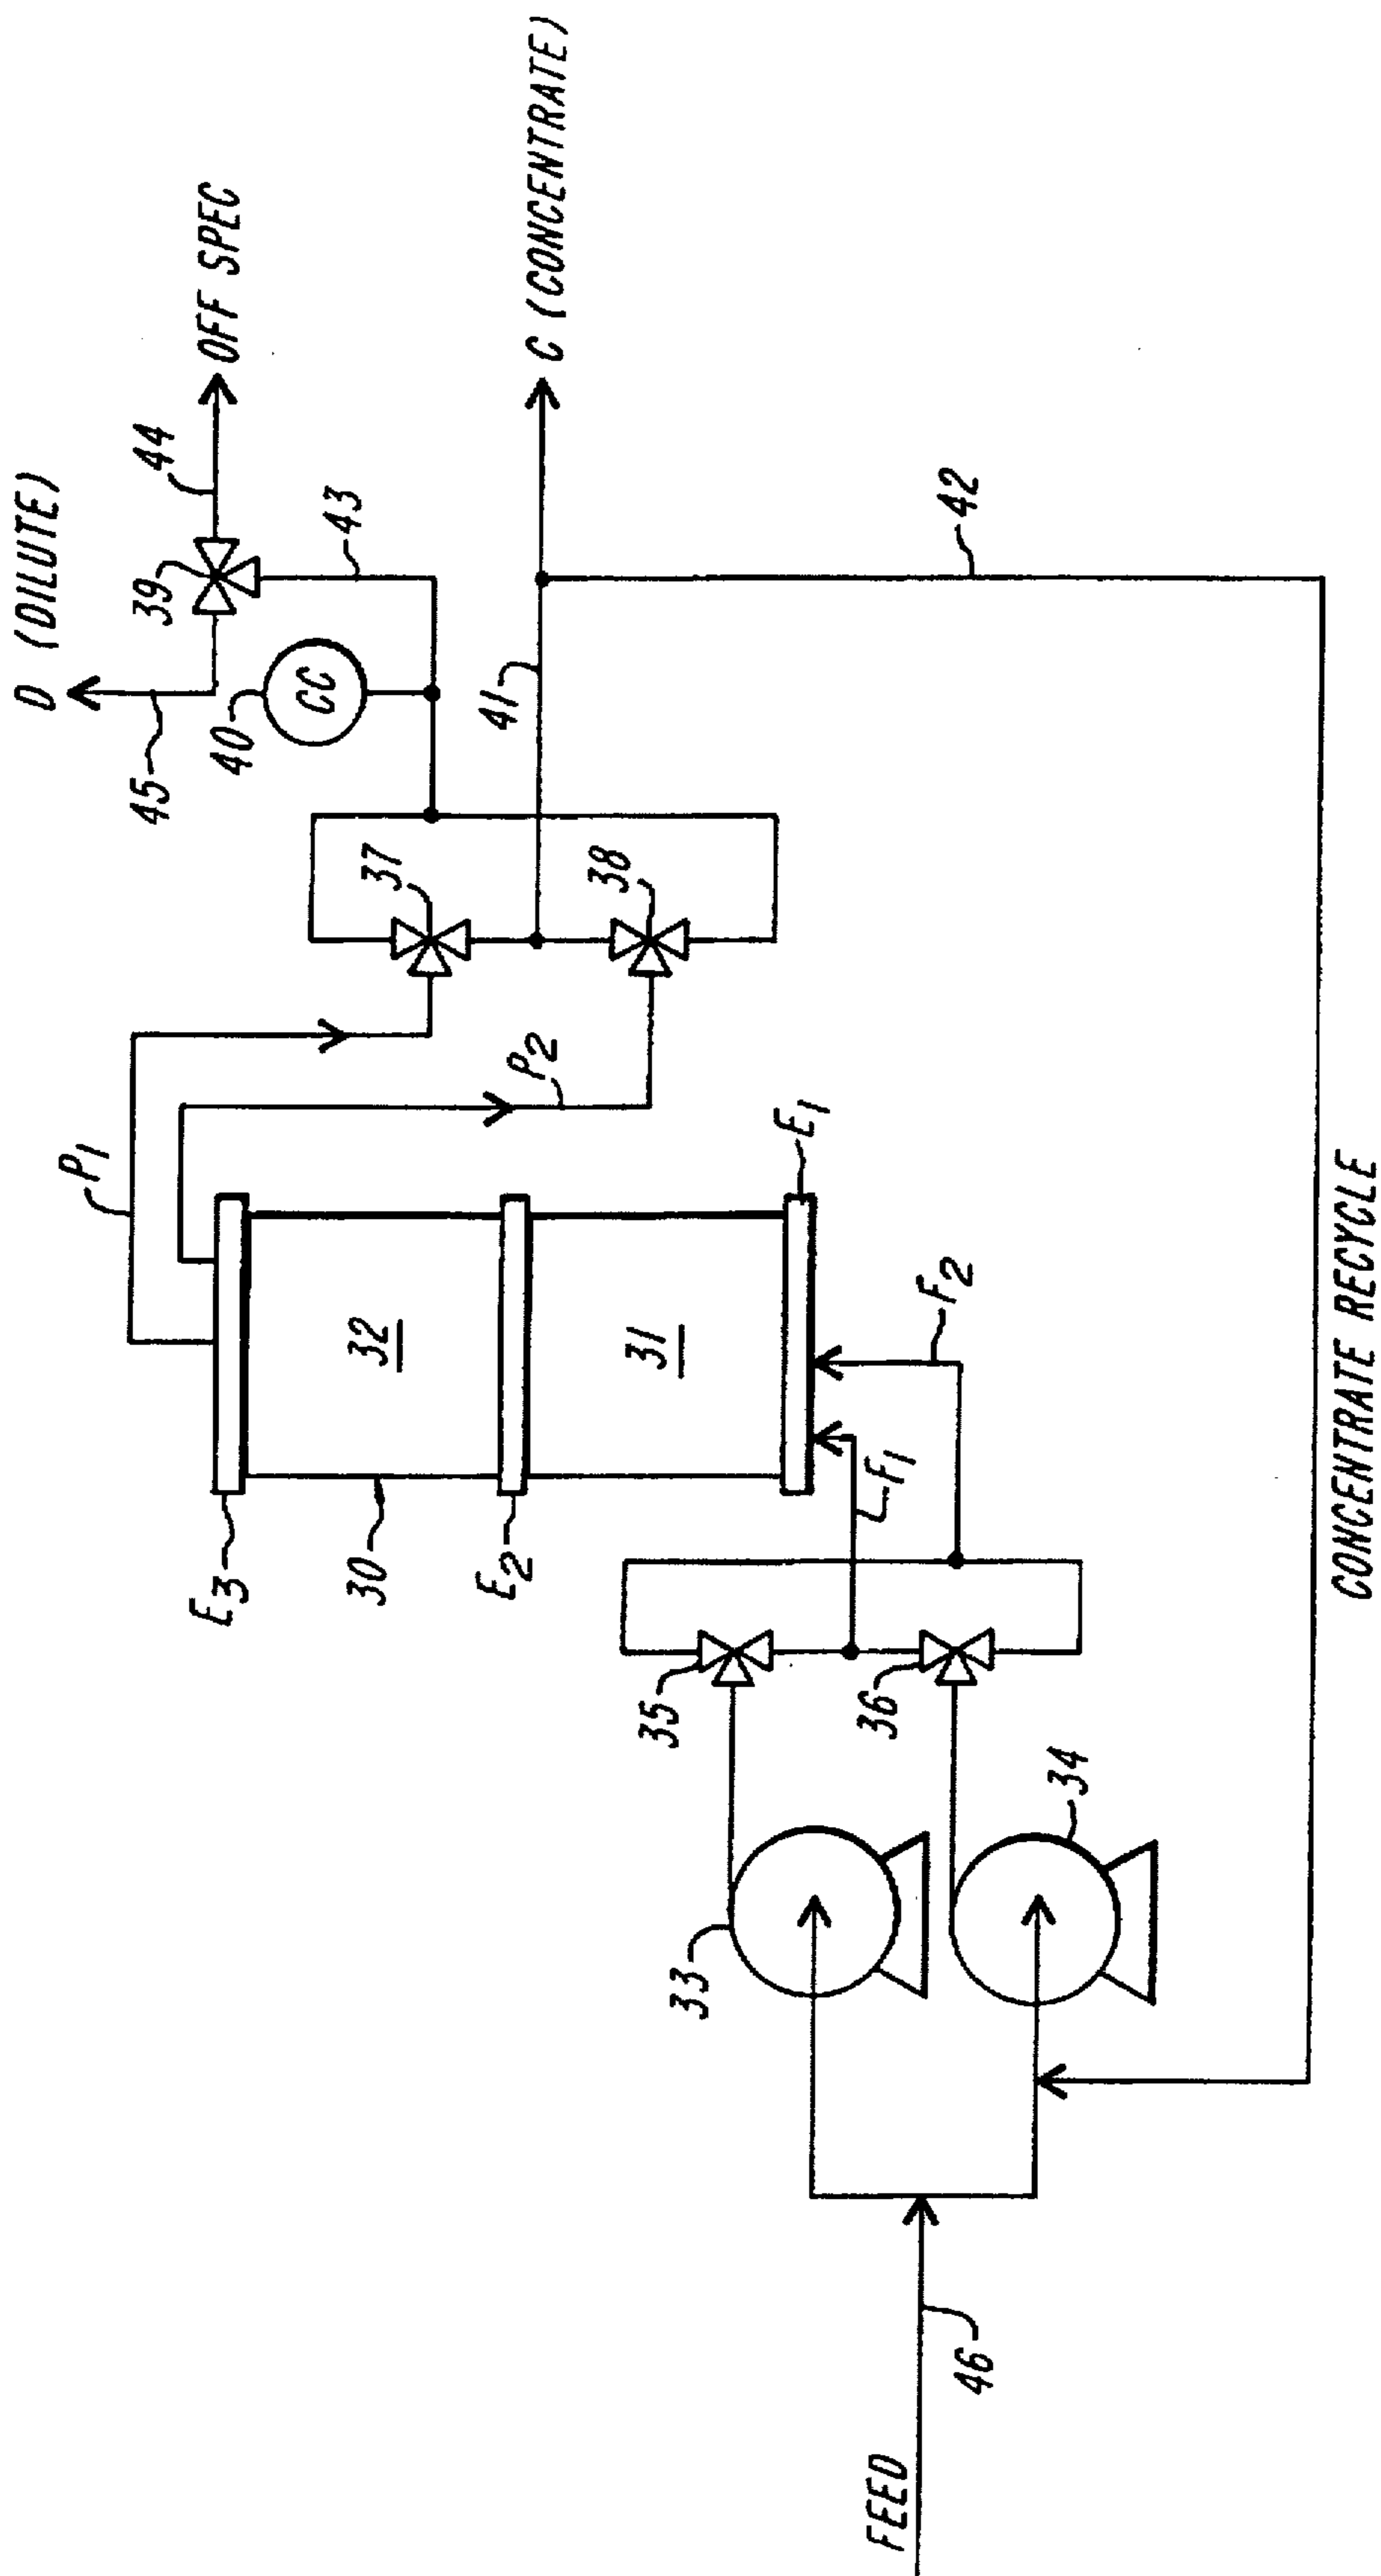 D (DILUTE)
OFF SPEC
C (CONCENTRATE)
39
44
45
40
CC
43
41
37
38
42
P1
P2
E3
30
32
E2
31
E1
F1
F2
35
36
33
34
FEED
46
CONCENTRATE RECYCLE